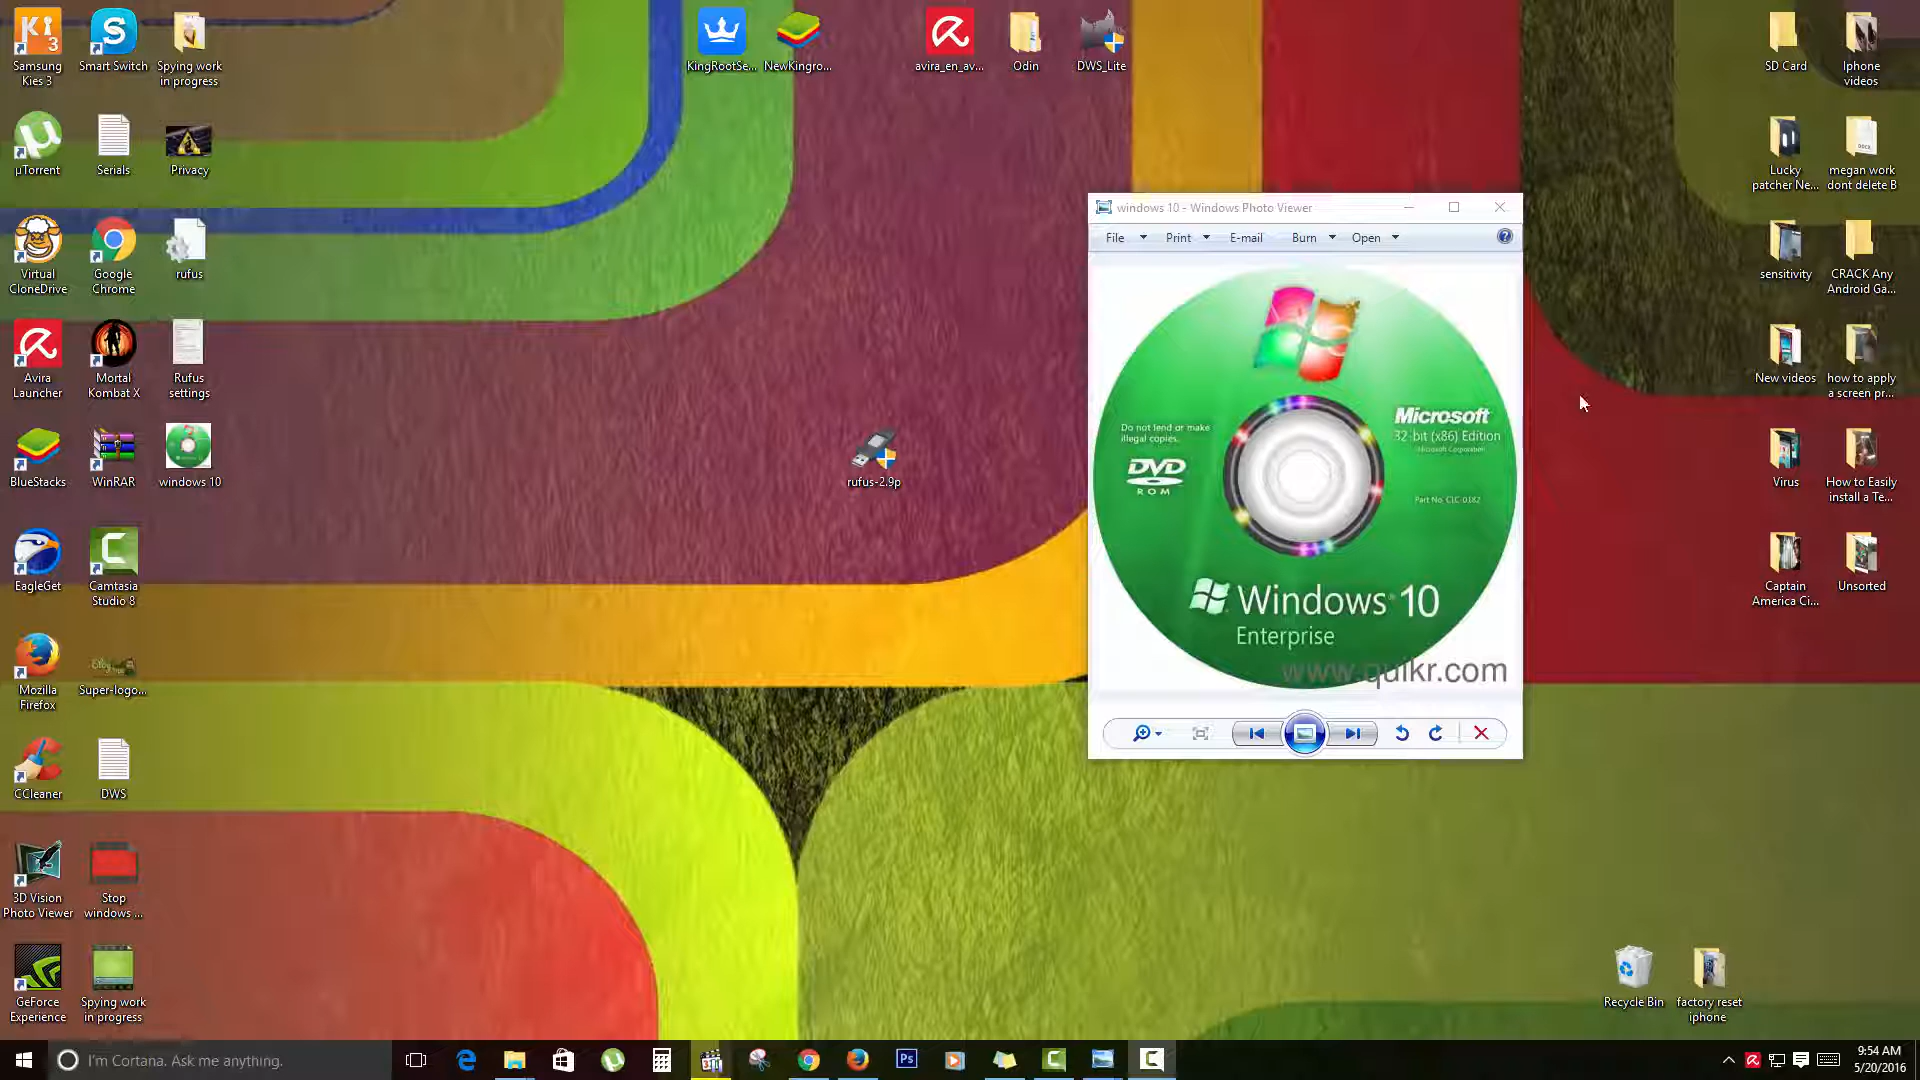 Samsung
Kies 3
Smart Switch
Spying work
in progress
KingRootSe...
NewKingro...
avira_en_av...
Odin
DWS_Lite
SD Card
Iphone
videos
µTorrent
Serials
Privacy
Lucky
patcher Ne...
megan work
dont delete B
windows 10 - Windows Photo Viewer
File
Print
E-mail
Burn
Open
Virtual
CloneDrive
Google
Chrome
rufus
sensitivity
CRACK Any
Android Ga...
Avira
Launcher
Mortal
Kombat X
Rufus
settings
New videos
how to apply
a screen pr...
Do not lend or make
illegal copies.
DVD
ROM
Microsoft
32-bit (x86) Edition
Microsoft Corporation
Part No. CLC-0182
Windows 10
Enterprise
www.quikr.com
BlueStacks
WinRAR
windows 10
rufus-2.9p
Virus
How to Easily
install a Te...
EagleGet
Camtasia
Studio 8
Captain
America Ci...
Unsorted
Mozilla
Firefox
Super-logo...
CCleaner
DWS
3D Vision
Photo Viewer
Stop
windows ...
GeForce
Experience
Spying work
in progress
Recycle Bin
factory reset
iphone
I'm Cortana. Ask me anything.
Ps
9:54 AM
5/20/2016